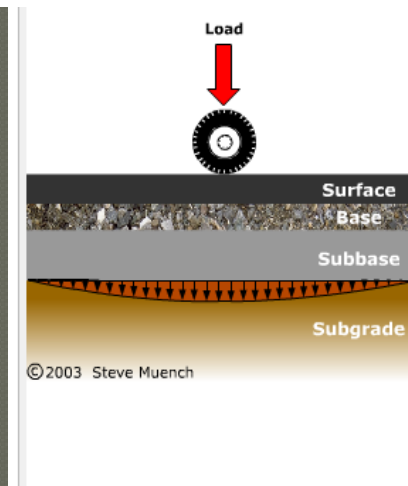 Load
Surface
Base
Subbase
Subgrade
©2003 Steve Muench